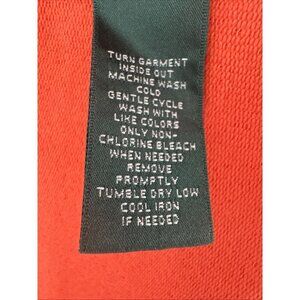 TURN GARMENT
INSIDE OUT
MACHINE WASH
COLD
GENTLE CYCLE
WASH WITH
LIKE COLORS
ONLY NON-
CHLORINE BLEACH
WHEN NEEDED
REMOVE
PROMPTLY
TUMBLE DRY LOW
COOL IRON
IF NEEDED